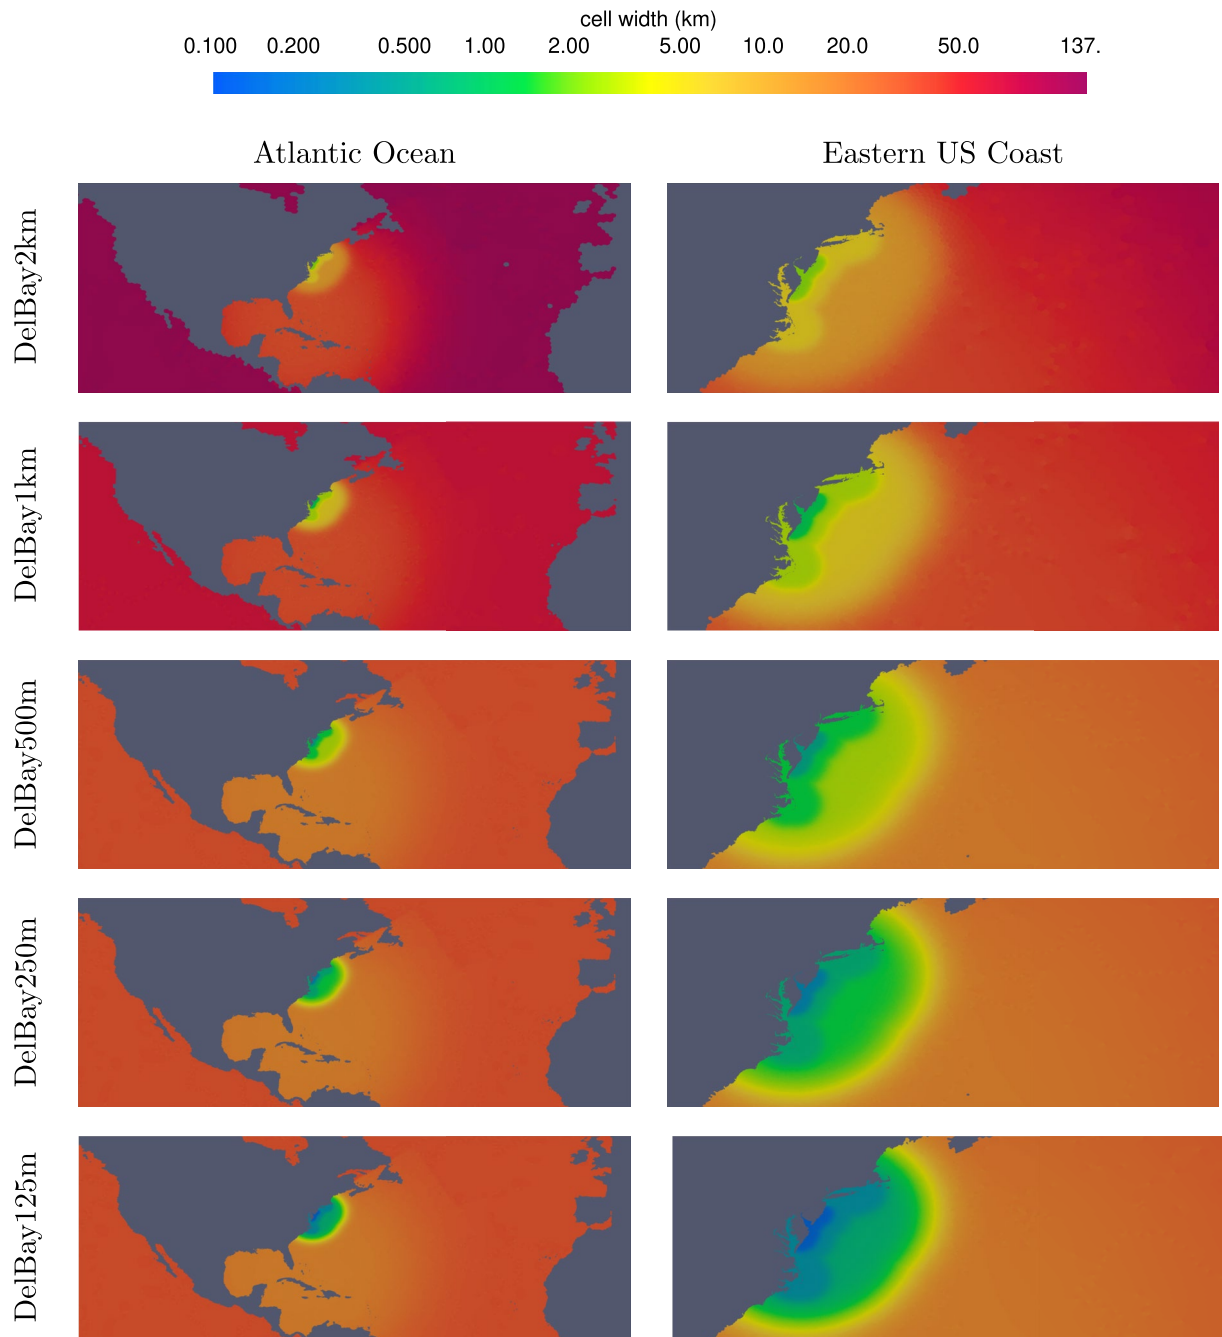 cell width (km)
0.100 0.200 0.500 1.00 2.00 5.00 10.0 20.0 50.0 137.
Atlantic Ocean Eastern US Coast
DelBay2km
DelBay1km
DelBay500m
DelBay250m
DelBay125m